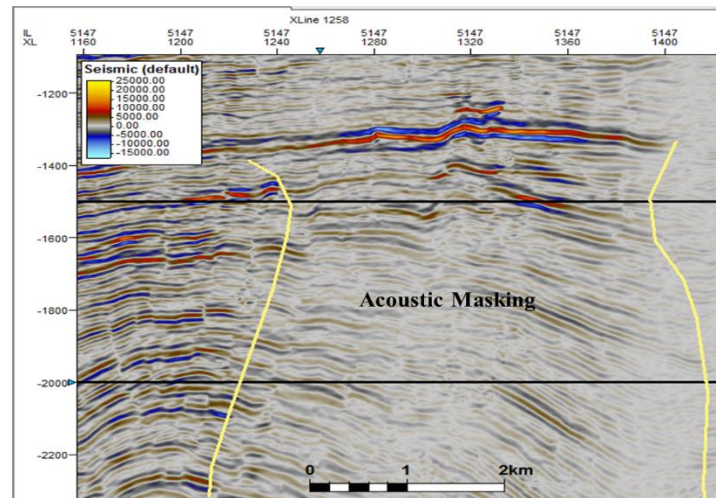 XLine 1258
IL 5147 5147 5147 5147 5147 5147 5147
XL 1160 1200 1240 1280 1320 1360 1400
Seismic (default)
25000.00
20000.00
15000.00
10000.00
5000.00
0.00
-5000.00
-10000.00
-15000.00
-1200
-1400
-1600
-1800
-2000
-2200
Acoustic Masking
0 1 2km